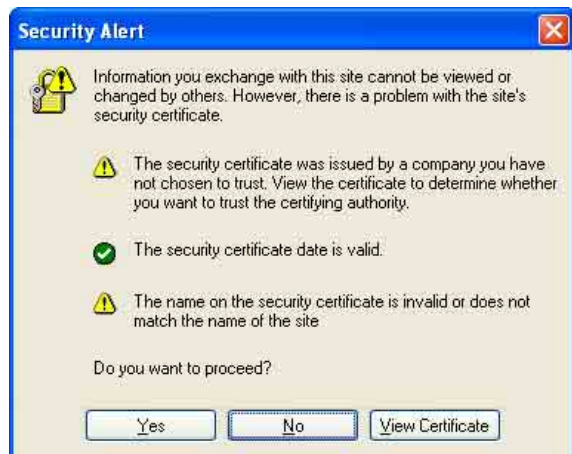 Security Alert
Information you exchange with this site cannot be viewed or
changed by others. However, there is a problem with the site's
security certificate.
The security certificate was issued by a company you have
not chosen to trust. View the certificate to determine whether
you want to trust the certifying authority.
The security certificate date is valid.
The name on the security certificate is invalid or does not
match the name of the site
Do you want to proceed?
Yes No View Certificate